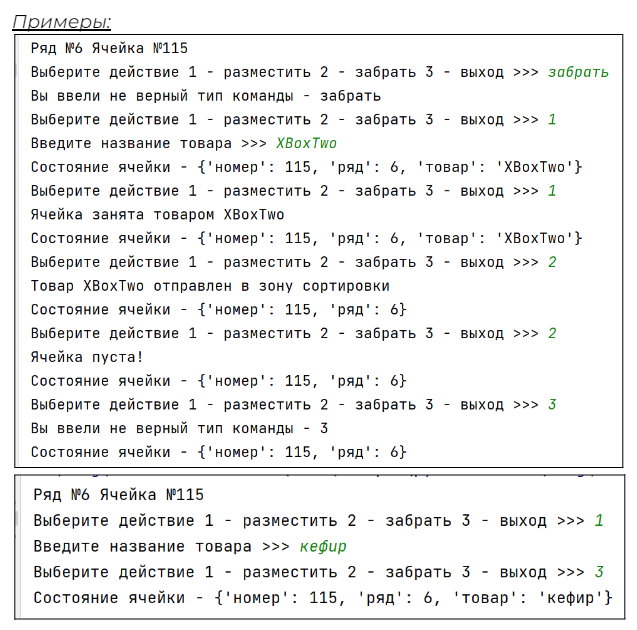 Примеры:
Ряд №6 Ячейка №115
Выберите действие 1 - разместить 2 - забрать 3 - выход >>> забрать
Вы ввели не верный тип команды - забрать
Выберите действие 1 - разместить 2 - забрать 3 - выход >>> 1
Введите название товара >>> XBoxTwo
Состояние ячейки - {'номер': 115, 'ряд': 6, 'товар': 'XBoxTwo'}
Выберите действие 1 - разместить 2 - забрать 3 - выход >>> 1
Ячейка занята товаром XBoxTwo
Состояние ячейки - {'номер': 115, 'ряд': 6, 'товар': 'XBoxTwo'}
Выберите действие 1 - разместить 2 - забрать 3 - выход >>> 2
Товар XBoxTwo отправлен в зону сортировки
Состояние ячейки - {'номер': 115, 'ряд': 6}
Выберите действие 1 - разместить 2 - забрать 3 - выход >>> 2
Ячейка пуста!
Состояние ячейки - {'номер': 115, 'ряд': 6}
Выберите действие 1 - разместить 2 - забрать 3 - выход >>> 3
Вы ввели не верный тип команды - 3
Состояние ячейки - {'номер': 115, 'ряд': 6}
Ряд №6 Ячейка №115
Выберите действие 1 - разместить 2 - забрать 3 - выход >>> 1
Введите название товара >>> кефир
Выберите действие 1 - разместить 2 - забрать 3 - выход >>> 3
Состояние ячейки - {'номер': 115, 'ряд': 6, 'товар': 'кефир'}